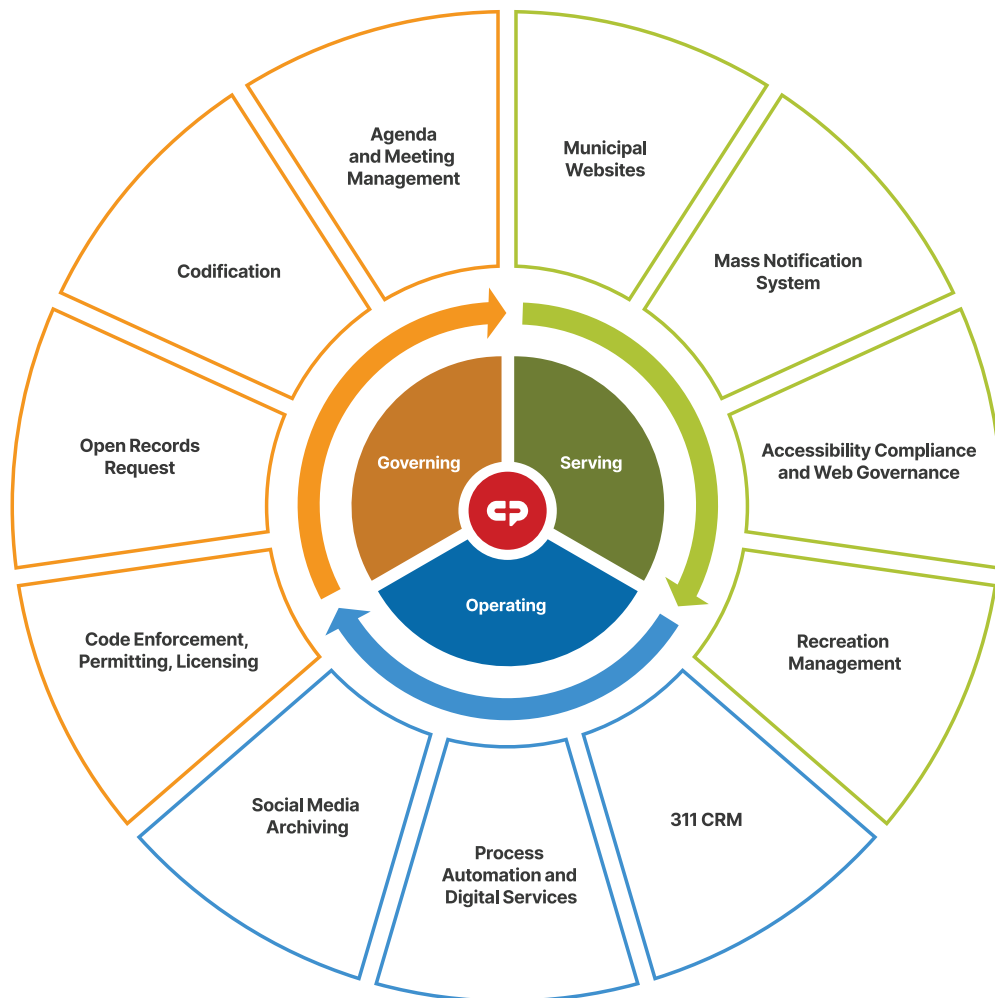 Agenda
and Meeting
Management
Municipal
Websites
Codification
Mass Notification
System
Open Records
Request
Governing
Serving
Accessibility Compliance
and Web Governance
Operating
Code Enforcement,
Permitting, Licensing
Recreation
Management
Social Media
Archiving
311 CRM
Process
Automation and
Digital Services